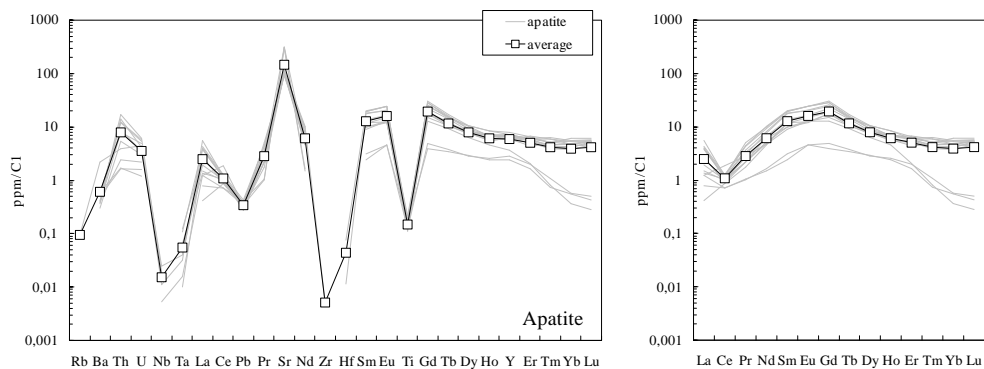 1000
100
10
1
0,1
0,01
0,001
ppm/C1
apatite
average
Apatite
Rb Ba Th U Nb Ta La Ce Pb Pr Sr Nd Zr Hf Sm Eu Ti Gd Tb Dy Ho Y Er Tm Yb Lu
1000
100
10
1
0,1
0,01
0,001
ppm/C1
La Ce Pr Nd Sm Eu Gd Tb Dy Ho Er Tm Yb Lu